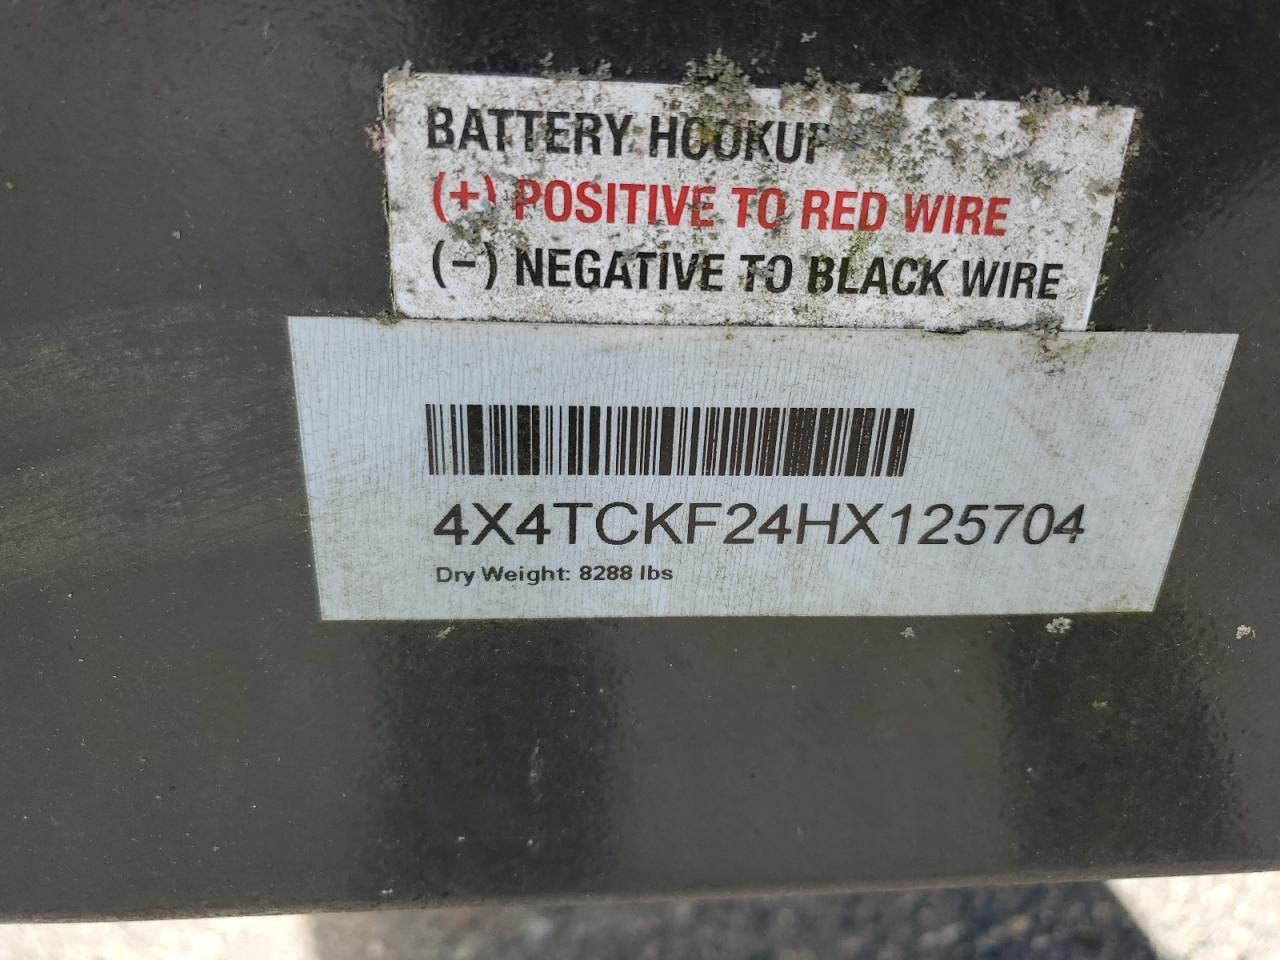 BATTERY HOOKUP
(+) POSITIVE TO RED WIRE
(-) NEGATIVE TO BLACK WIRE
4X4TCKF24HX125704
Dry Weight: 8288 lbs